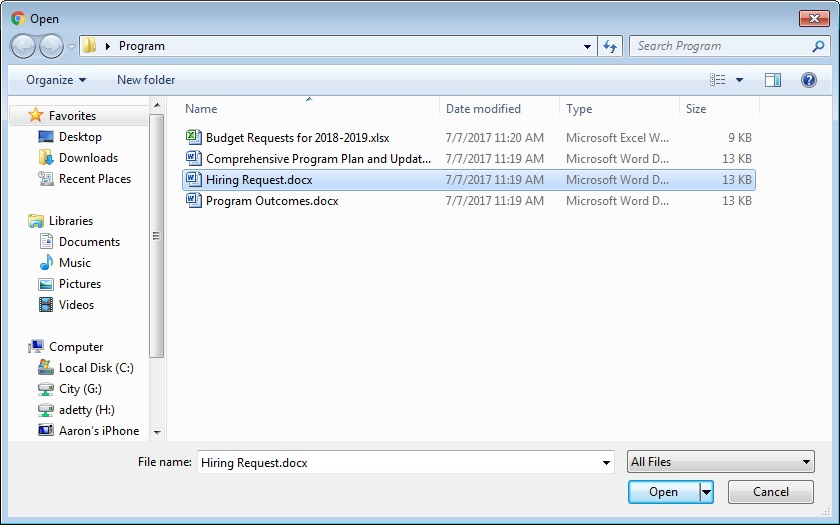 Open
Program
Search Program
Organize
New folder
Favorites
Desktop
Downloads
Recent Places
Libraries
Documents
Music
Pictures
Videos
Computer
Local Disk (C:)
City (G:)
adetty (H:)
Aaron's iPhone
Name Date modified Type Size
Budget Requests for 2018-2019.xlsx 7/7/2017 11:20 AM Microsoft Excel W... 9 KB
Comprehensive Program Plan and Updat... 7/7/2017 11:19 AM Microsoft Word D... 13 KB
Hiring Request.docx 7/7/2017 11:19 AM Microsoft Word D... 13 KB
Program Outcomes.docx 7/7/2017 11:19 AM Microsoft Word D... 13 KB
File name: Hiring Request.docx
All Files
Open
Cancel